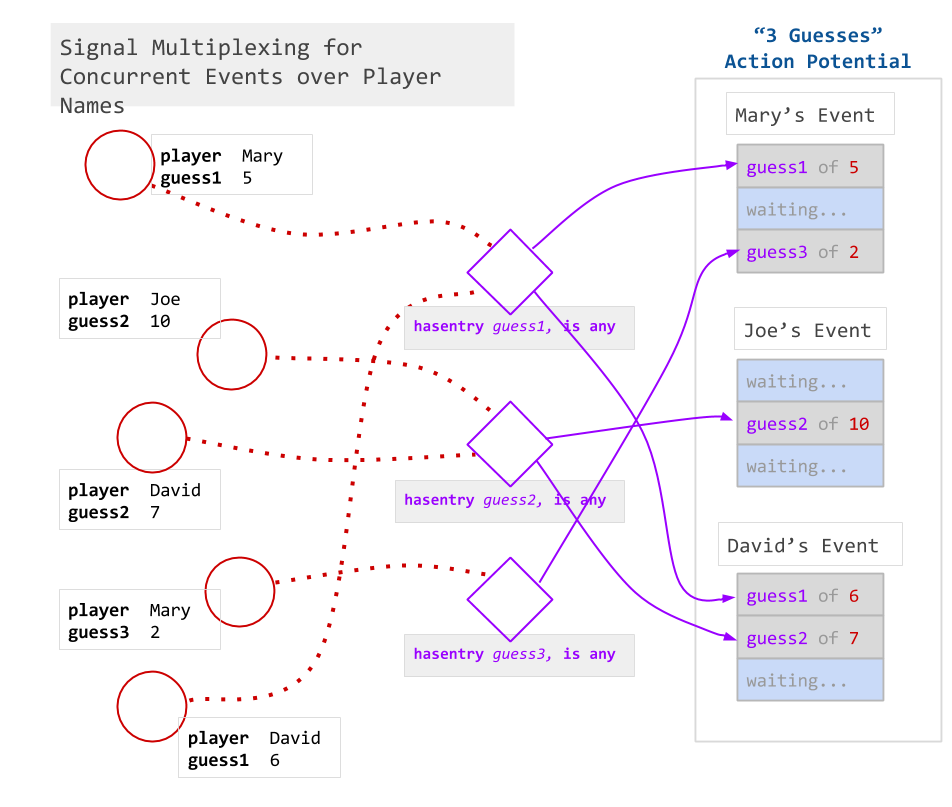 Signal Multiplexing for
Concurrent Events over Player
Names
“3 Guesses”
Action Potential
player Mary
guess1 5
player Joe
guess2 10
player David
guess2 7
player Mary
guess3 2
player David
guess1 6
hasentry guess1, is any
hasentry guess2, is any
hasentry guess3, is any
Mary’s Event
guess1 of 5
waiting...
guess3 of 2
Joe’s Event
waiting...
guess2 of 10
waiting...
David’s Event
guess1 of 6
guess2 of 7
waiting...